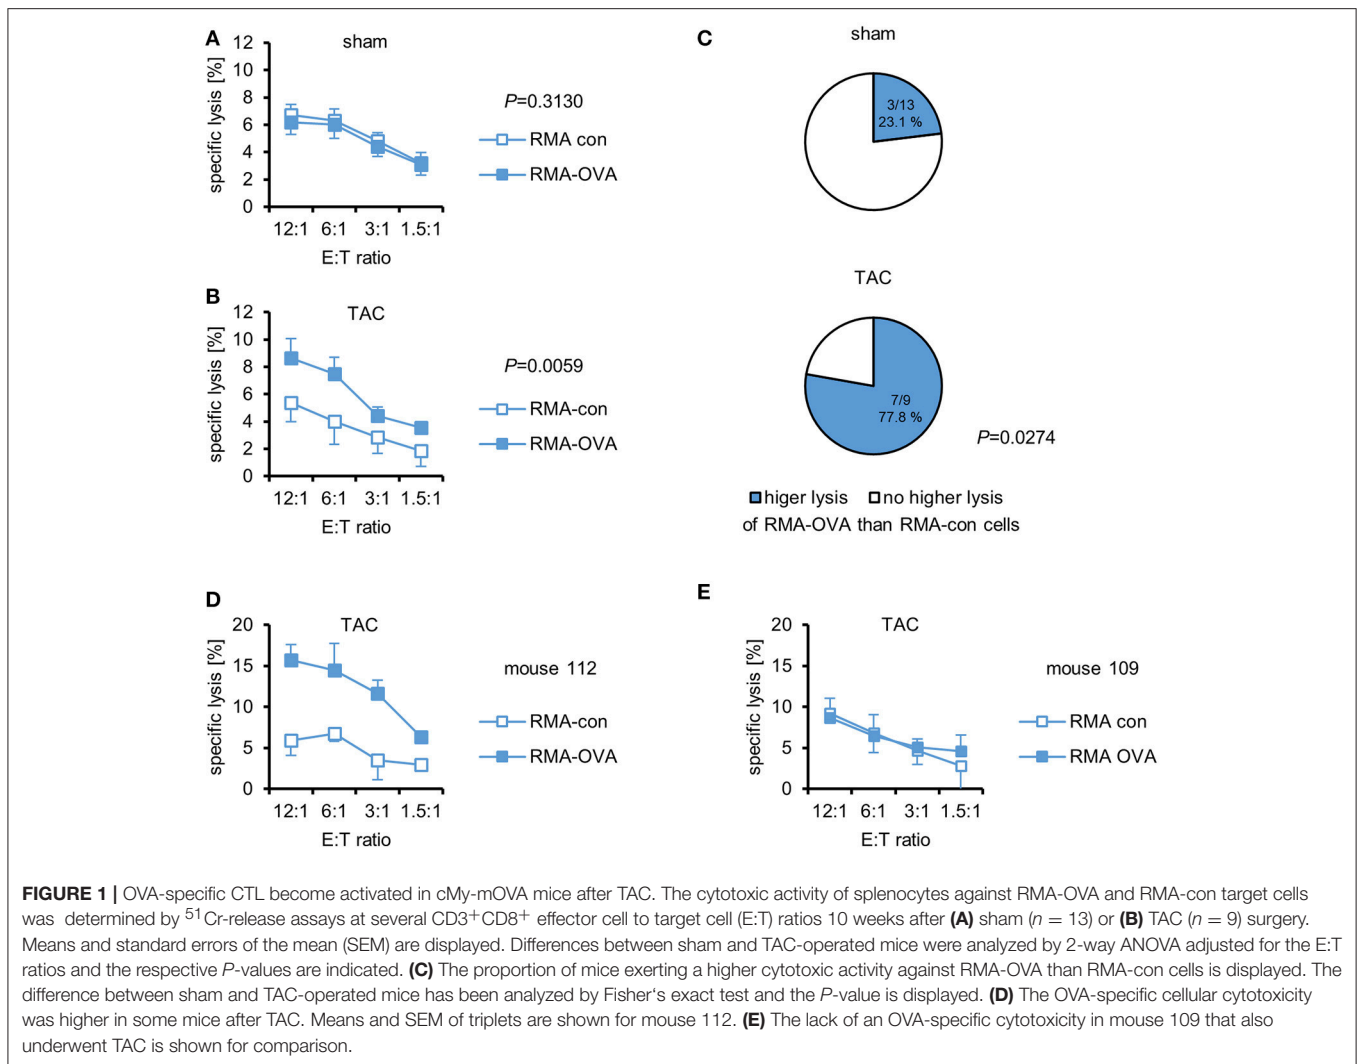 A
sham
specific lysis [%]
12
10
8
6
4
2
0
12:1 6:1 3:1 1.5:1
E:T ratio
P=0.3130
RMA con
RMA-OVA
B
TAC
specific lysis [%]
12
10
8
6
4
2
0
12:1 6:1 3:1 1.5:1
E:T ratio
P=0.0059
RMA-con
RMA-OVA
C
sham
3/13
23.1 %
TAC
7/9
77.8 %
P=0.0274
higer lysis no higher lysis
of RMA-OVA than RMA-con cells
D
TAC
specific lysis [%]
20
15
10
5
0
12:1 6:1 3:1 1.5:1
E:T ratio
mouse 112
RMA-con
RMA-OVA
E
TAC
specific lysis [%]
20
15
10
5
0
12:1 6:1 3:1 1.5:1
E:T ratio
mouse 109
RMA con
RMA OVA
FIGURE 1 | OVA-specific CTL become activated in cMy-mOVA mice after TAC. The cytotoxic activity of splenocytes against RMA-OVA and RMA-con target cells
was determined by ⁵¹Cr-release assays at several CD3⁺CD8⁺ effector cell to target cell (E:T) ratios 10 weeks after (A) sham (n = 13) or (B) TAC (n = 9) surgery.
Means and standard errors of the mean (SEM) are displayed. Differences between sham and TAC-operated mice were analyzed by 2-way ANOVA adjusted for the E:T
ratios and the respective P-values are indicated. (C) The proportion of mice exerting a higher cytotoxic activity against RMA-OVA than RMA-con cells is displayed. The
difference between sham and TAC-operated mice has been analyzed by Fisher‘s exact test and the P-value is displayed. (D) The OVA-specific cellular cytotoxicity
was higher in some mice after TAC. Means and SEM of triplets are shown for mouse 112. (E) The lack of an OVA-specific cytotoxicity in mouse 109 that also
underwent TAC is shown for comparison.